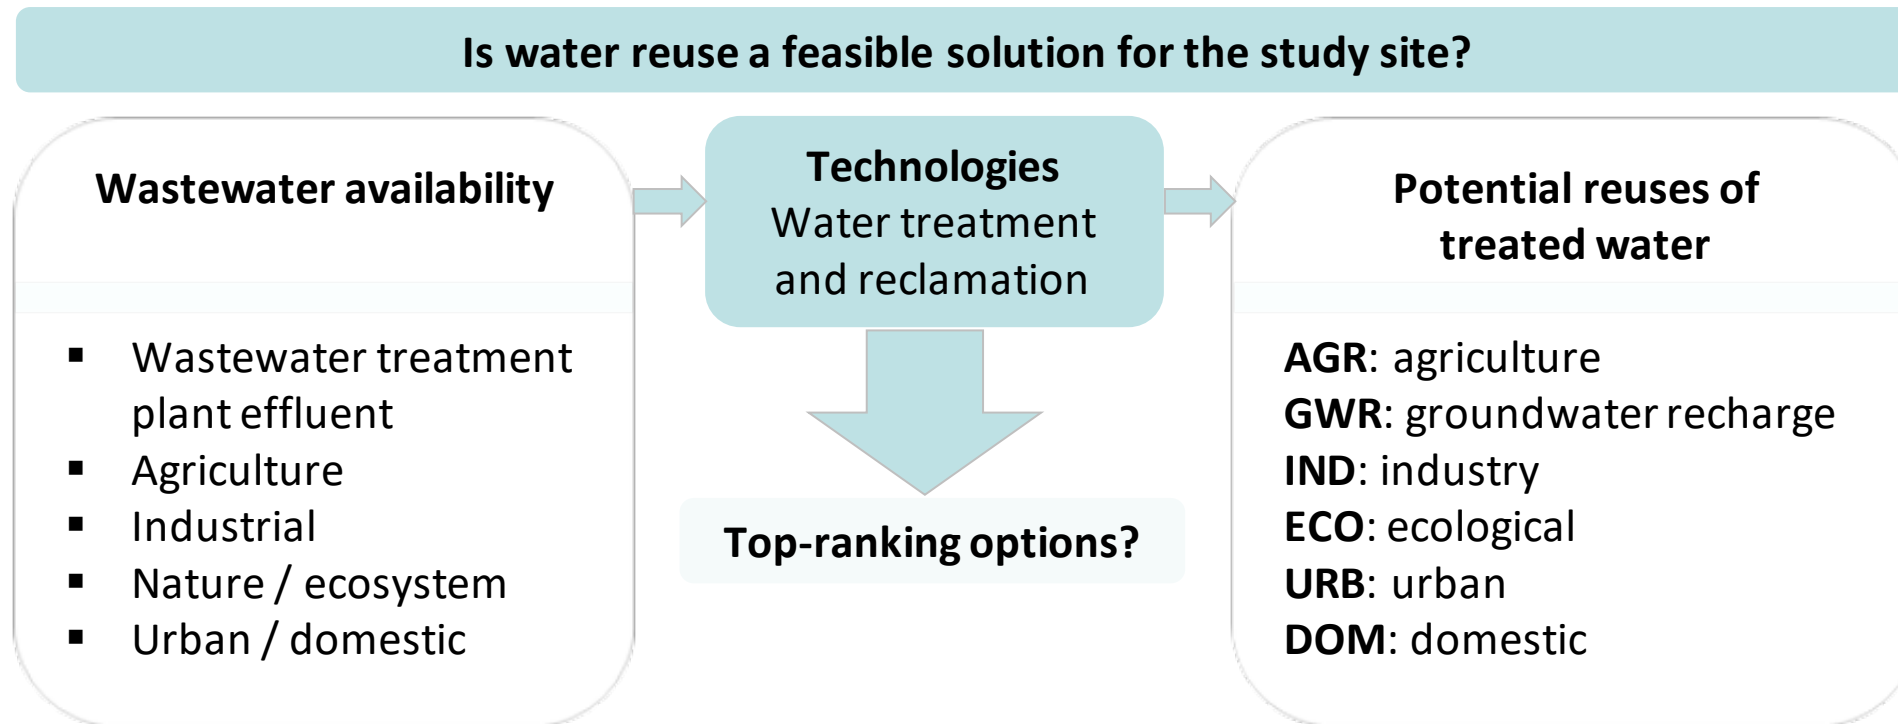 Is water reuse a feasible solution for the study site?
Wastewater availability
▪ Wastewater treatment
plant effluent
▪ Agriculture
▪ Industrial
▪ Nature / ecosystem
▪ Urban / domestic
Technologies
Water treatment
and reclamation
Top-ranking options?
Potential reuses of
treated water
AGR: agriculture
GWR: groundwater recharge
IND: industry
ECO: ecological
URB: urban
DOM: domestic